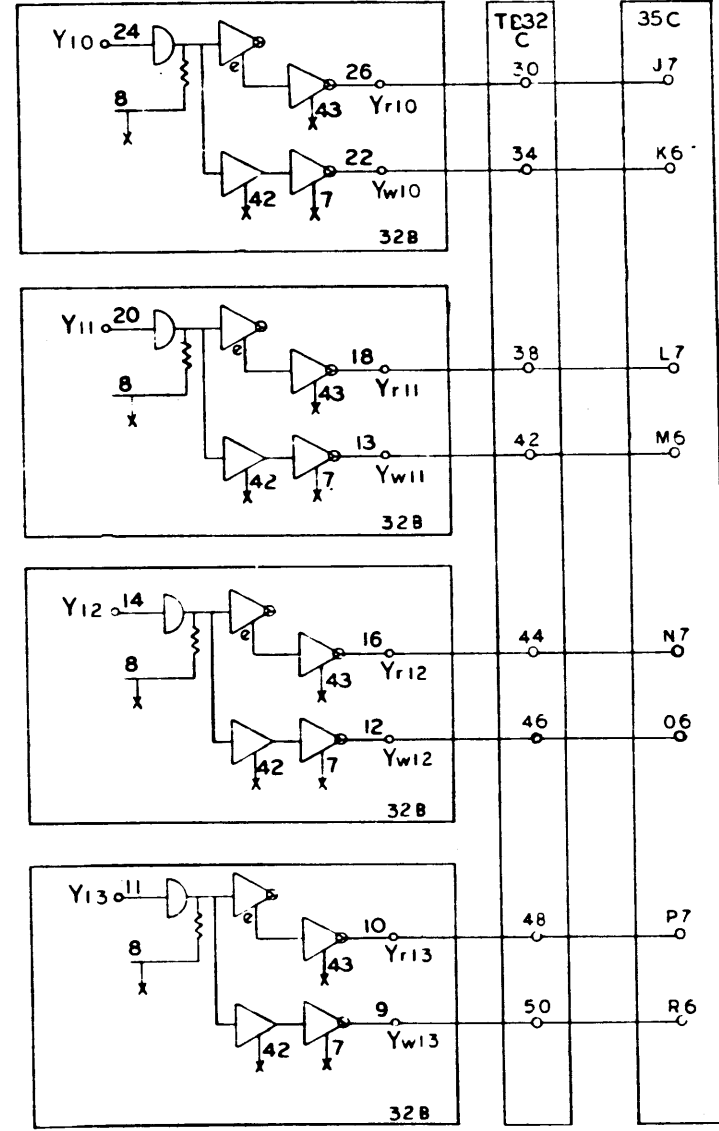 TB32 C 35C
Y10 24 26 30 J7
e
8 43 Yr10
22 34 K6
42 7 Yw10
32B
Y11 20 18 38 L7
e
8 43 Yr11
13 42 M6
42 7 Yw11
32B
Y12 14 16 44 N7
e
8 43 Yr12
12 46 O6
42 7 Yw12
32B
Y13 11 10 48 P7
e
8 43 Yr13
9 50 R6
42 7 Yw13
32B